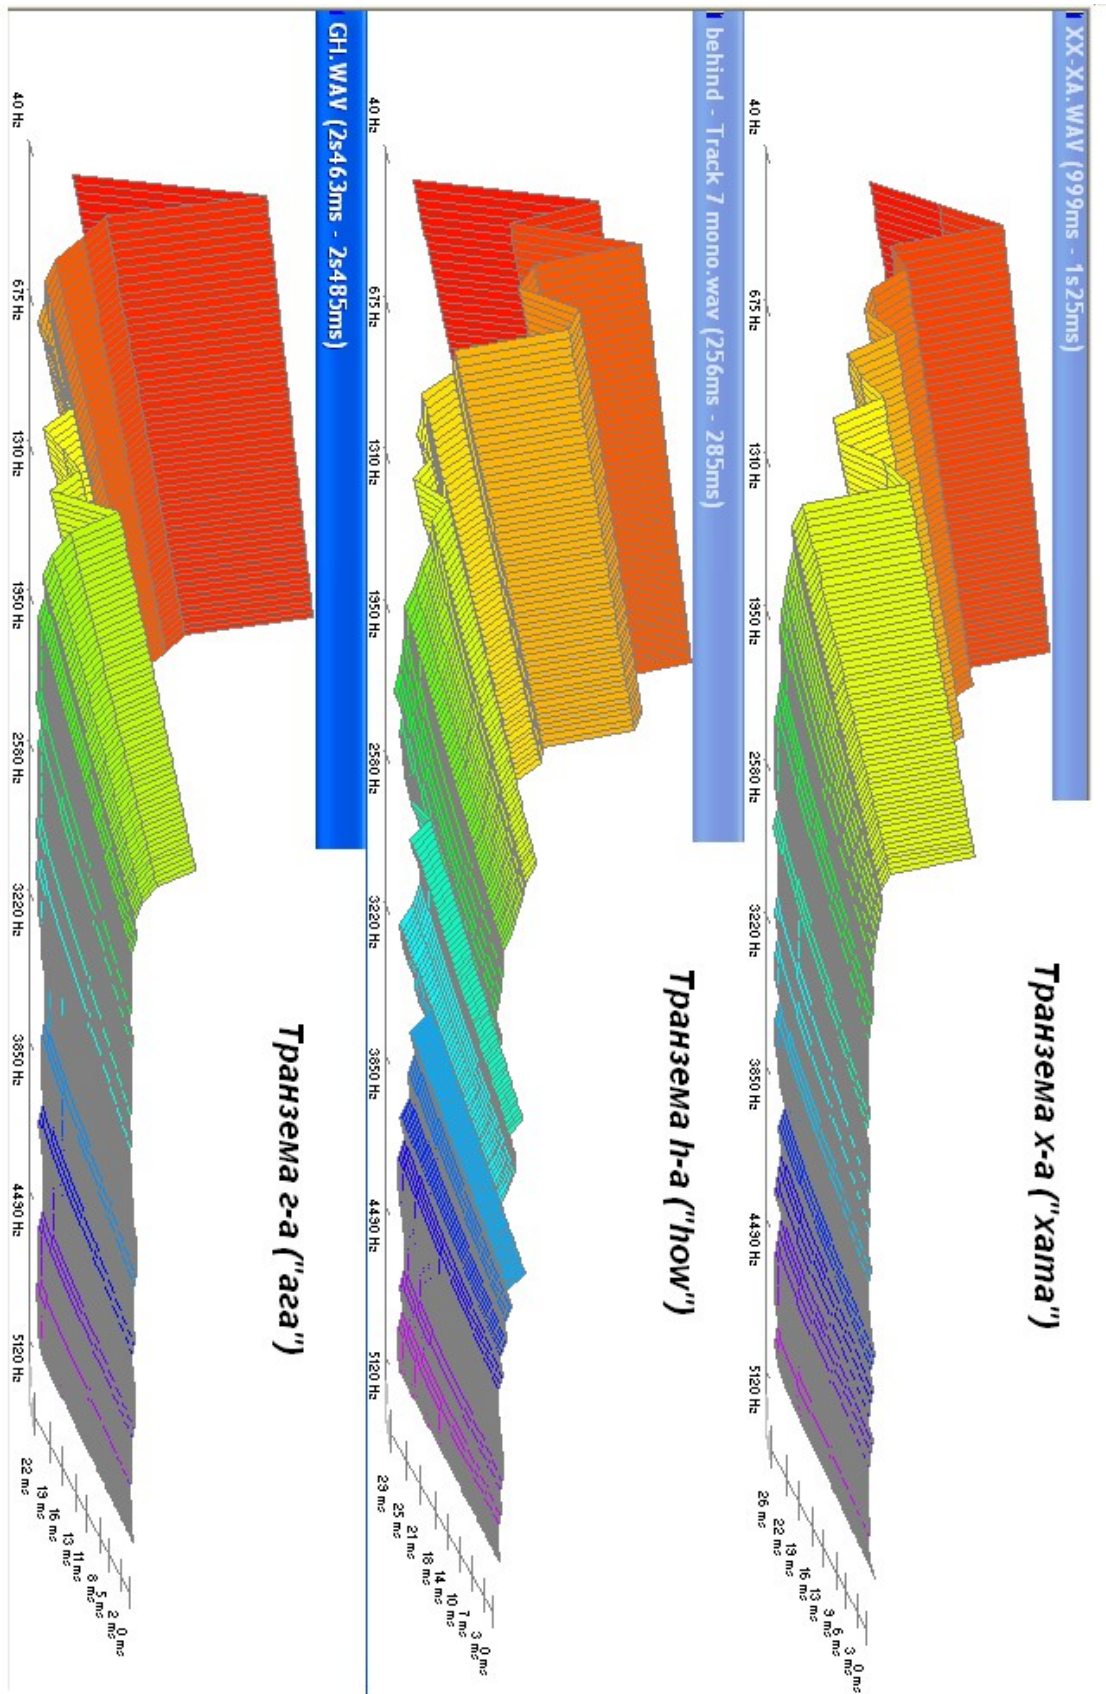 XX-XA.WAV (999ms - 1s25ms)
Транзема х-а ("хата")
0 ms
3 ms
6 ms
9 ms
13 ms
16 ms
19 ms
22 ms
26 ms
40 Hz 675 Hz 1310 Hz 1950 Hz 2580 Hz 3220 Hz 3850 Hz 4490 Hz 5120 Hz
behind - Track 7 mono.wav (256ms - 285ms)
Транзема h-a ("how")
0 ms
3 ms
7 ms
10 ms
14 ms
18 ms
21 ms
25 ms
29 ms
40 Hz 675 Hz 1310 Hz 1950 Hz 2580 Hz 3220 Hz 3850 Hz 4490 Hz 5120 Hz
GH.WAV (2s463ms - 2s485ms)
Транзема г-а ("ага")
0 ms
2 ms
5 ms
8 ms
11 ms
13 ms
16 ms
19 ms
22 ms
40 Hz 675 Hz 1310 Hz 1950 Hz 2580 Hz 3220 Hz 3850 Hz 4490 Hz 5120 Hz